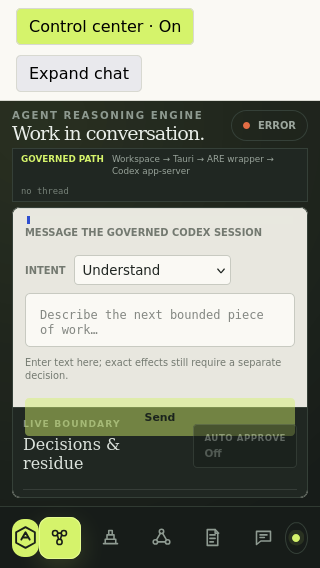 Control center · On
Expand chat
AGENT REASONING ENGINE
Work in conversation.
ERROR
GOVERNED PATH Workspace → Tauri → ARE wrapper →
Codex app-server
no thread
MESSAGE THE GOVERNED CODEX SESSION
INTENT Understand
Describe the next bounded piece
of work…
Enter text here; exact effects still require a separate
decision.
Send
LIVE BOUNDARY
Decisions &
residue
AUTO APPROVE
Off